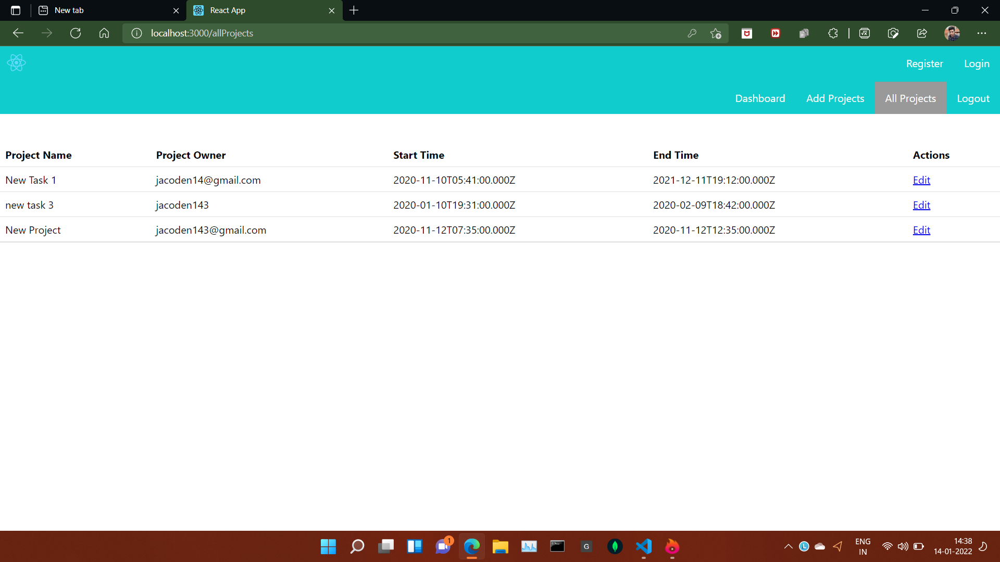 New tab
React App
localhost:3000/allProjects
Register Login
Dashboard Add Projects All Projects Logout
Project Name Project Owner Start Time End Time Actions
New Task 1 jacoden14@gmail.com 2020-11-10T05:41:00.000Z 2021-12-11T19:12:00.000Z Edit
new task 3 jacoden143 2020-01-10T19:31:00.000Z 2020-02-09T18:42:00.000Z Edit
New Project jacoden143@gmail.com 2020-11-12T07:35:00.000Z 2020-11-12T12:35:00.000Z Edit
1
G
L
ENG
IN
14:38
14-01-2022